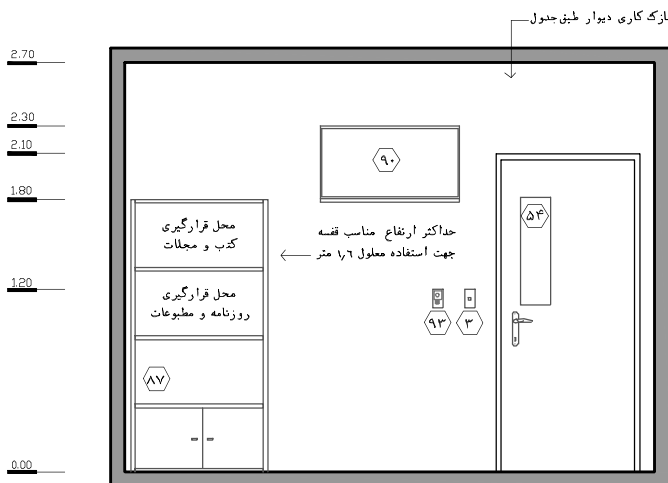 نازک کاری دیوار طبق جدول
2.70
2.30
2.10
1.80
1.20
0.00
۹۰
۵۴
محل قرارگیری
کتب و مجلات
حداکثر ارتفاع مناسب قفسه
جهت استفاده معلول ۱٫۶ متر
محل قرارگیری
روزنامه و مطبوعات
۹۳
۳
۸۷